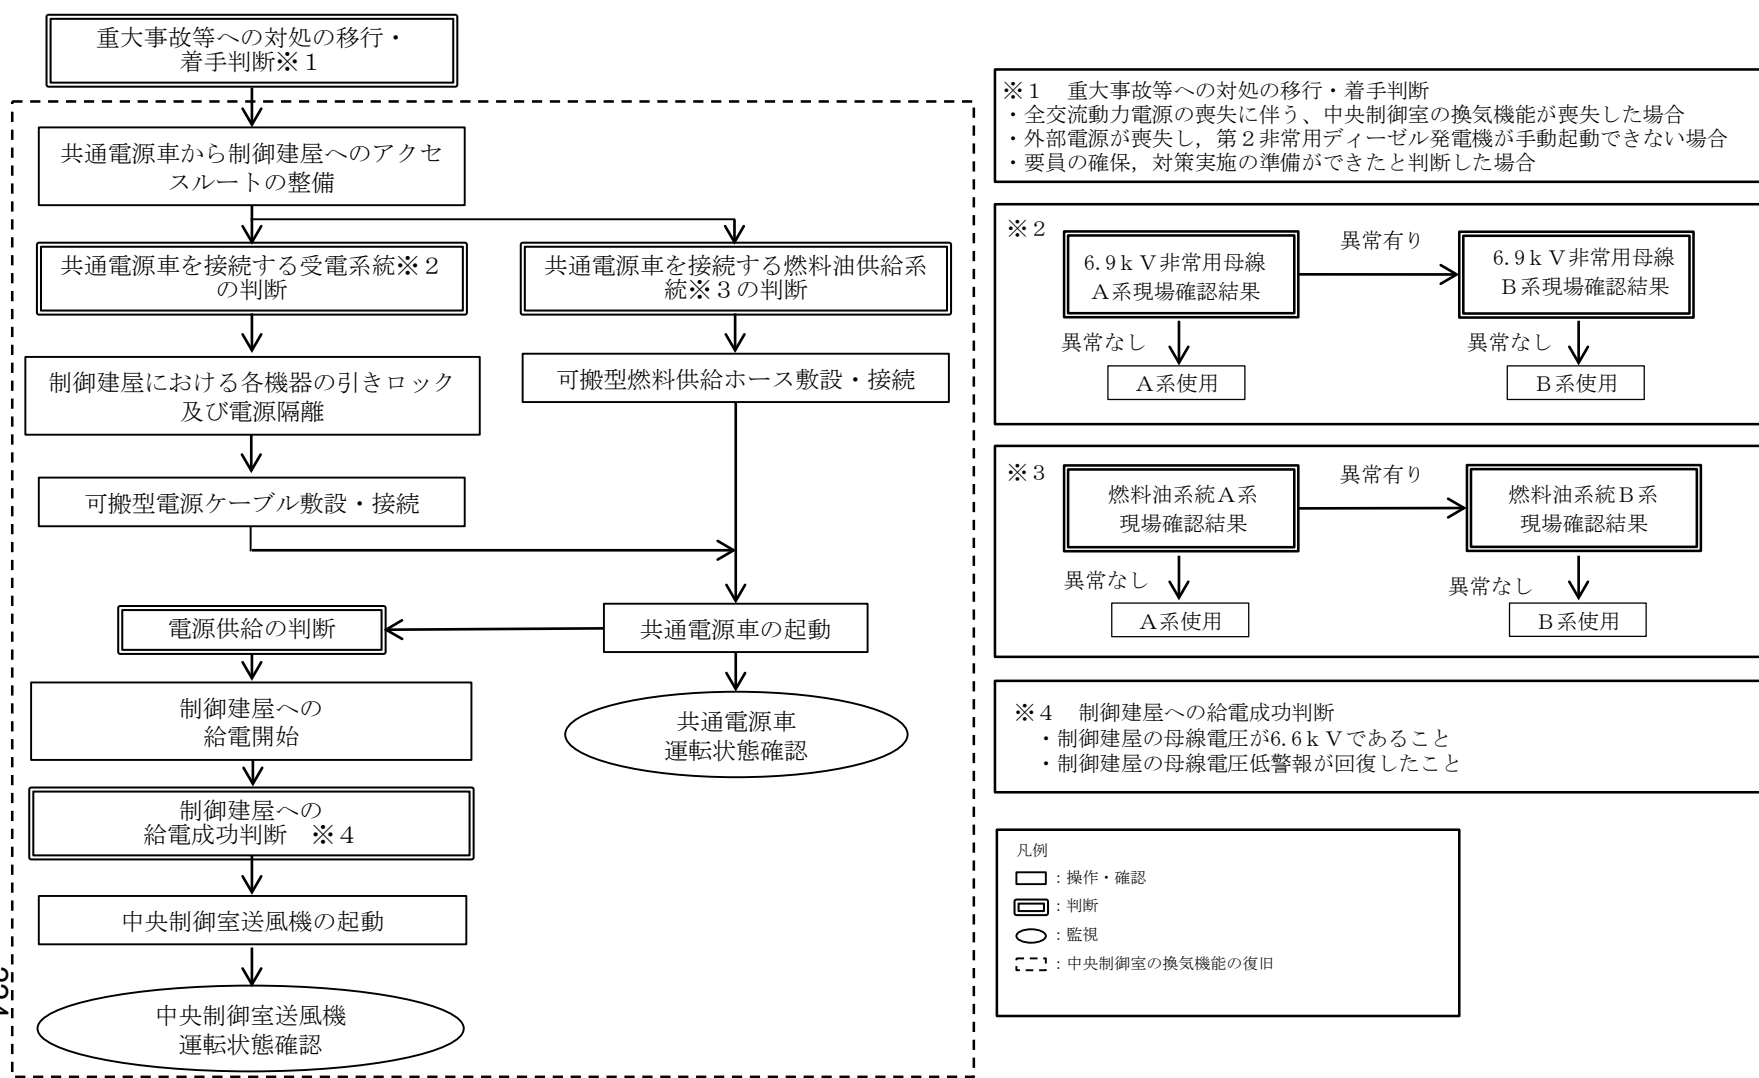 重大事故等への対処の移行・
着手判断※１
共通電源車から制御建屋へのアクセ
スルートの整備
共通電源車を接続する受電系統※２
の判断
共通電源車を接続する燃料油供給系
統※３の判断
制御建屋における各機器の引きロック
及び電源隔離
可搬型燃料供給ホース敷設・接続
可搬型電源ケーブル敷設・接続
電源供給の判断
共通電源車の起動
制御建屋への
給電開始
共通電源車
運転状態確認
制御建屋への
給電成功判断　※４
中央制御室送風機の起動
中央制御室送風機
運転状態確認
※１　重大事故等への対処の移行・着手判断
・全交流動力電源の喪失に伴う、中央制御室の換気機能が喪失した場合
・外部電源が喪失し，第２非常用ディーゼル発電機が手動起動できない場合
・要員の確保，対策実施の準備ができたと判断した場合
※２
6.9ｋＶ非常用母線
Ａ系現場確認結果
異常有り
6.9ｋＶ非常用母線
Ｂ系現場確認結果
異常なし
異常なし
Ａ系使用
Ｂ系使用
※３
燃料油系統Ａ系
現場確認結果
異常有り
燃料油系統Ｂ系
現場確認結果
異常なし
異常なし
Ａ系使用
Ｂ系使用
※４　制御建屋への給電成功判断
・制御建屋の母線電圧が6.6ｋＶであること
・制御建屋の母線電圧低警報が回復したこと
凡例
：操作・確認
：判断
：監視
：中央制御室の換気機能の復旧